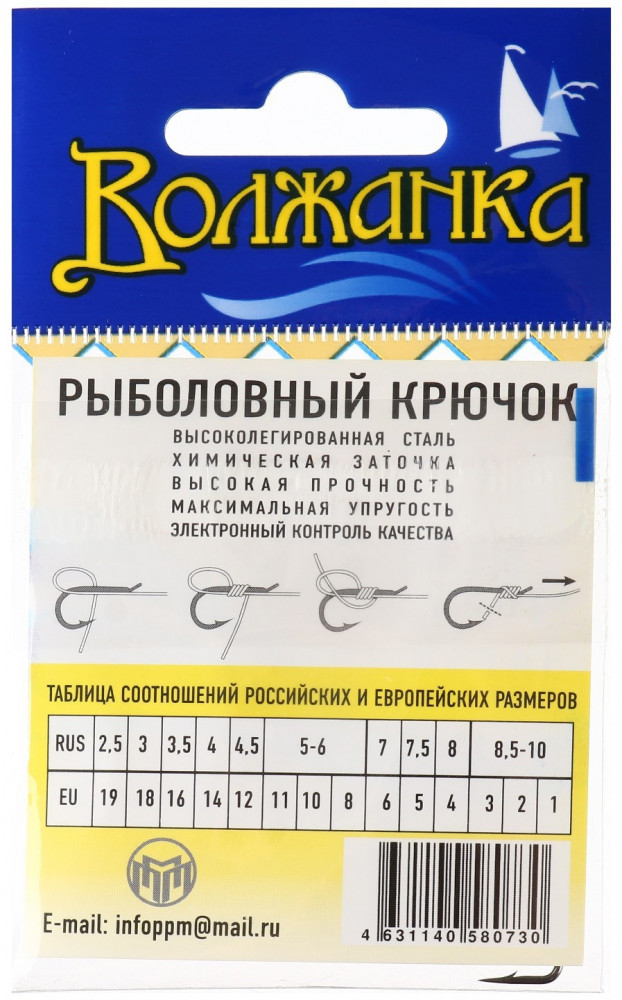 Волжанка
РЫБОЛОВНЫЙ КРЮЧОК
ВЫСОКОЛЕГИРОВАННАЯ СТАЛЬ
ХИМИЧЕСКАЯ ЗАТОЧКА
ВЫСОКАЯ ПРОЧНОСТЬ
МАКСИМАЛЬНАЯ УПРУГОСТЬ
ЭЛЕКТРОННЫЙ КОНТРОЛЬ КАЧЕСТВА
ТАБЛИЦА СООТНОШЕНИЙ РОССИЙСКИХ И ЕВРОПЕЙСКИХ РАЗМЕРОВ
RUS 2,5 3 3,5 4 4,5 5-6 7 7,5 8 8,5-10
EU 19 18 16 14 12 11 10 8 6 5 4 3 2 1
E-mail: infoppm@mail.ru
4 631140 580730